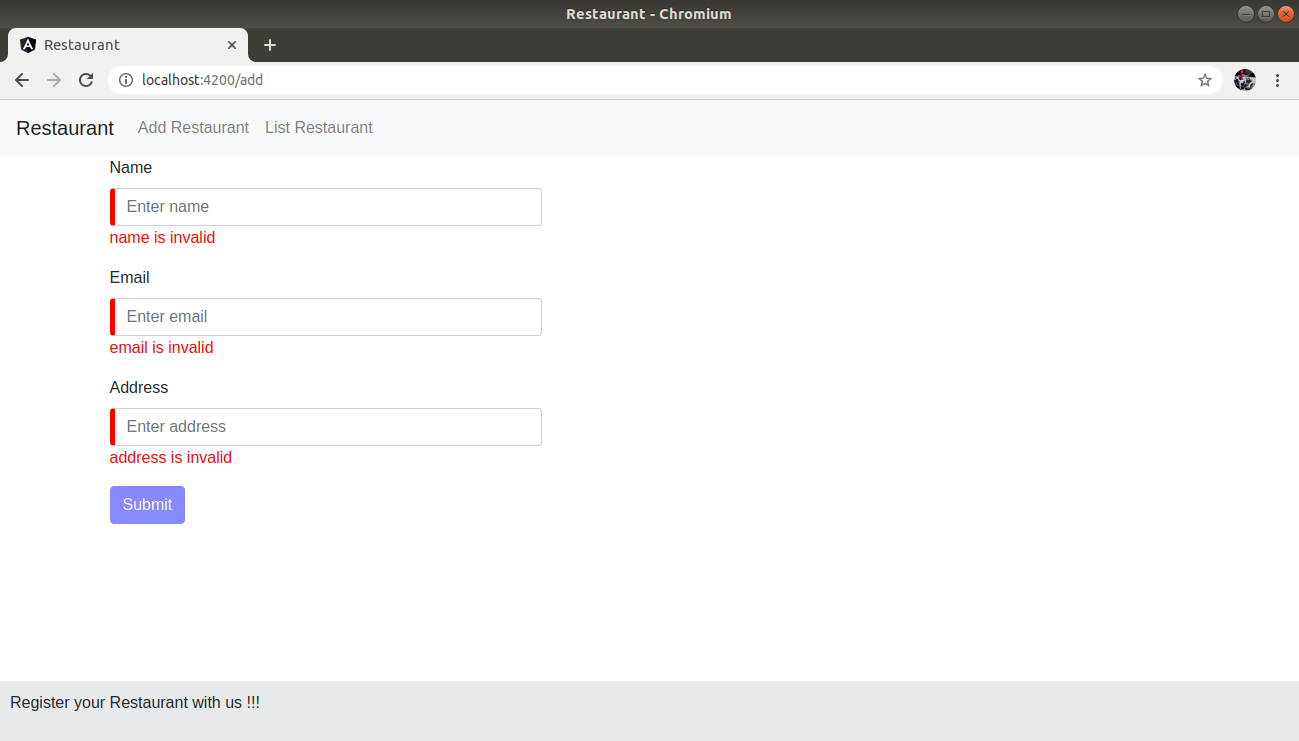 Restaurant - Chromium
Restaurant
localhost:4200/add
Restaurant Add Restaurant List Restaurant
Name
Enter name
name is invalid
Email
Enter email
email is invalid
Address
Enter address
address is invalid
Submit
Register your Restaurant with us !!!